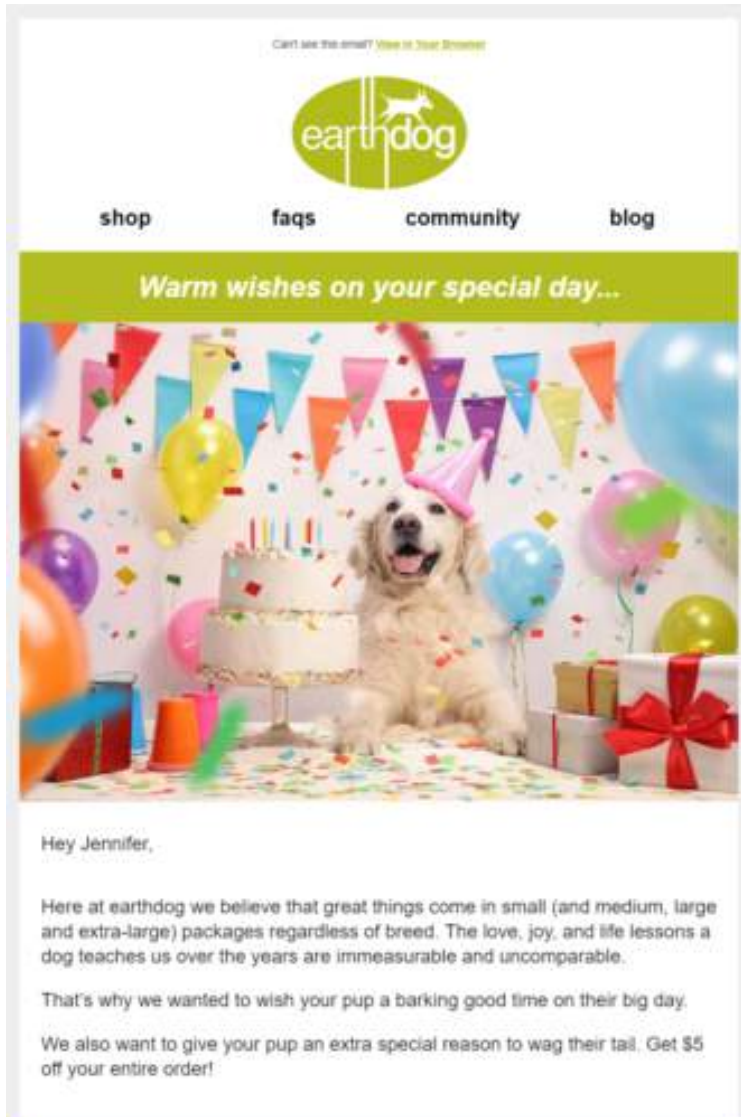 Can't see this email? View in Your Browser
earthdog
shop faqs community blog
Warm wishes on your special day...
Hey Jennifer,
Here at earthdog we believe that great things come in small (and medium, large
and extra-large) packages regardless of breed. The love, joy, and life lessons a
dog teaches us over the years are immeasurable and uncomparable.
That's why we wanted to wish your pup a barking good time on their big day.
We also want to give your pup an extra special reason to wag their tail. Get $5
off your entire order!